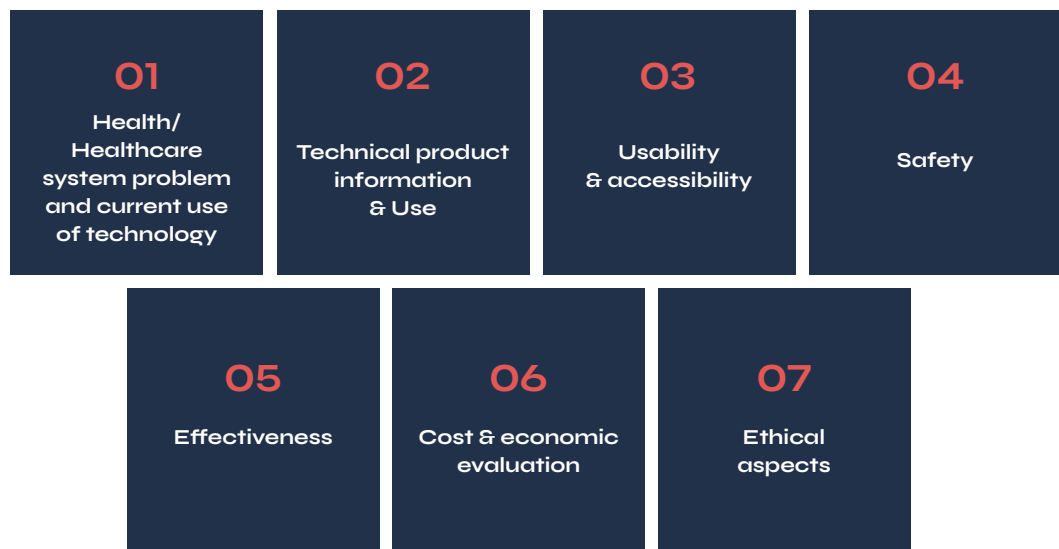 01
Health/
Healthcare
system problem
and current use
of technology
02
Technical product
information
& Use
03
Usability
& accessibility
04
Safety
05
Effectiveness
06
Cost & economic
evaluation
07
Ethical
aspects